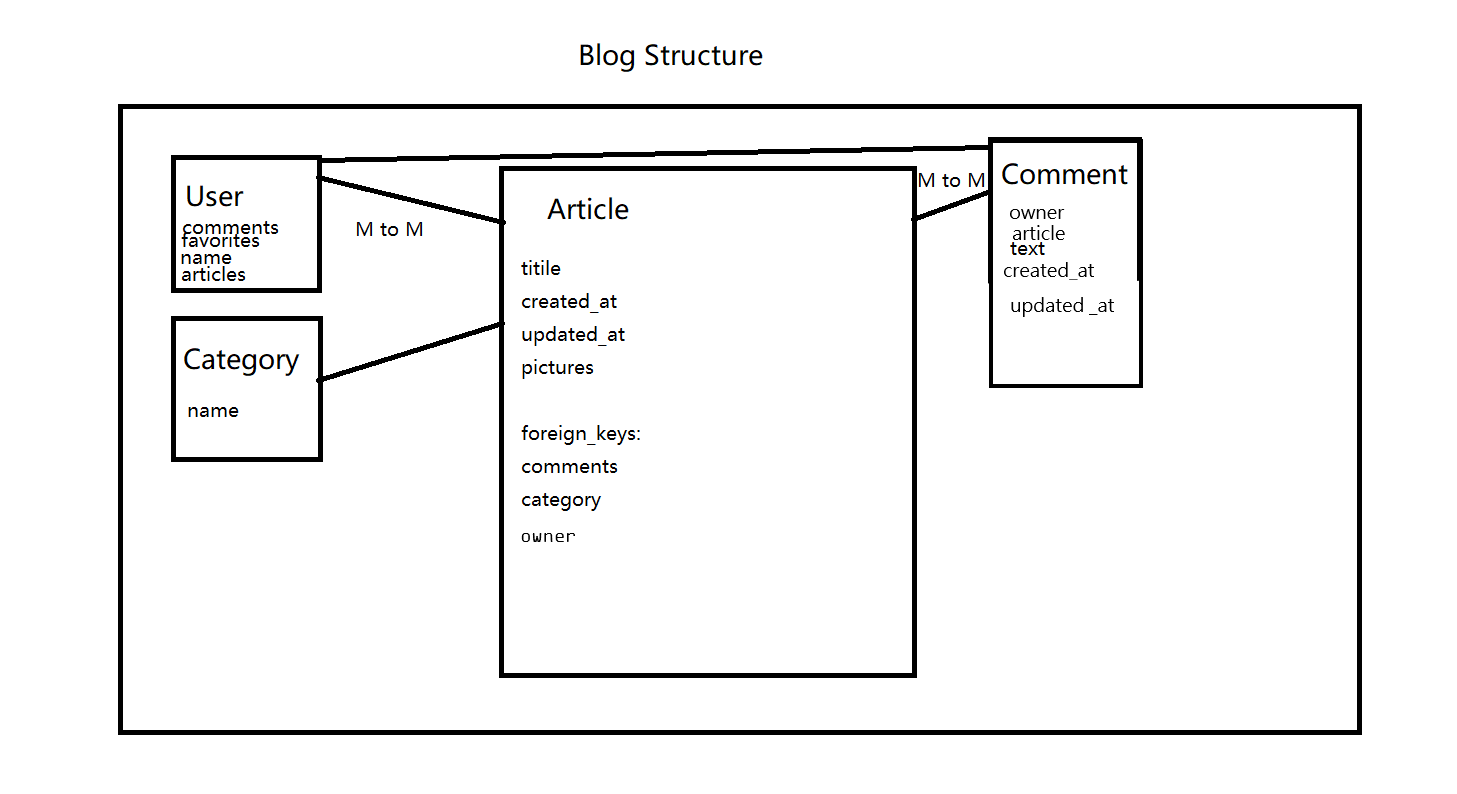 Blog Structure
User
comments
favorites
name
articles
M to M
Category
name
Article
titile
created_at
updated_at
pictures
foreign_keys:
comments
category
owner
M to M
Comment
owner
article
text
created_at
updated _at